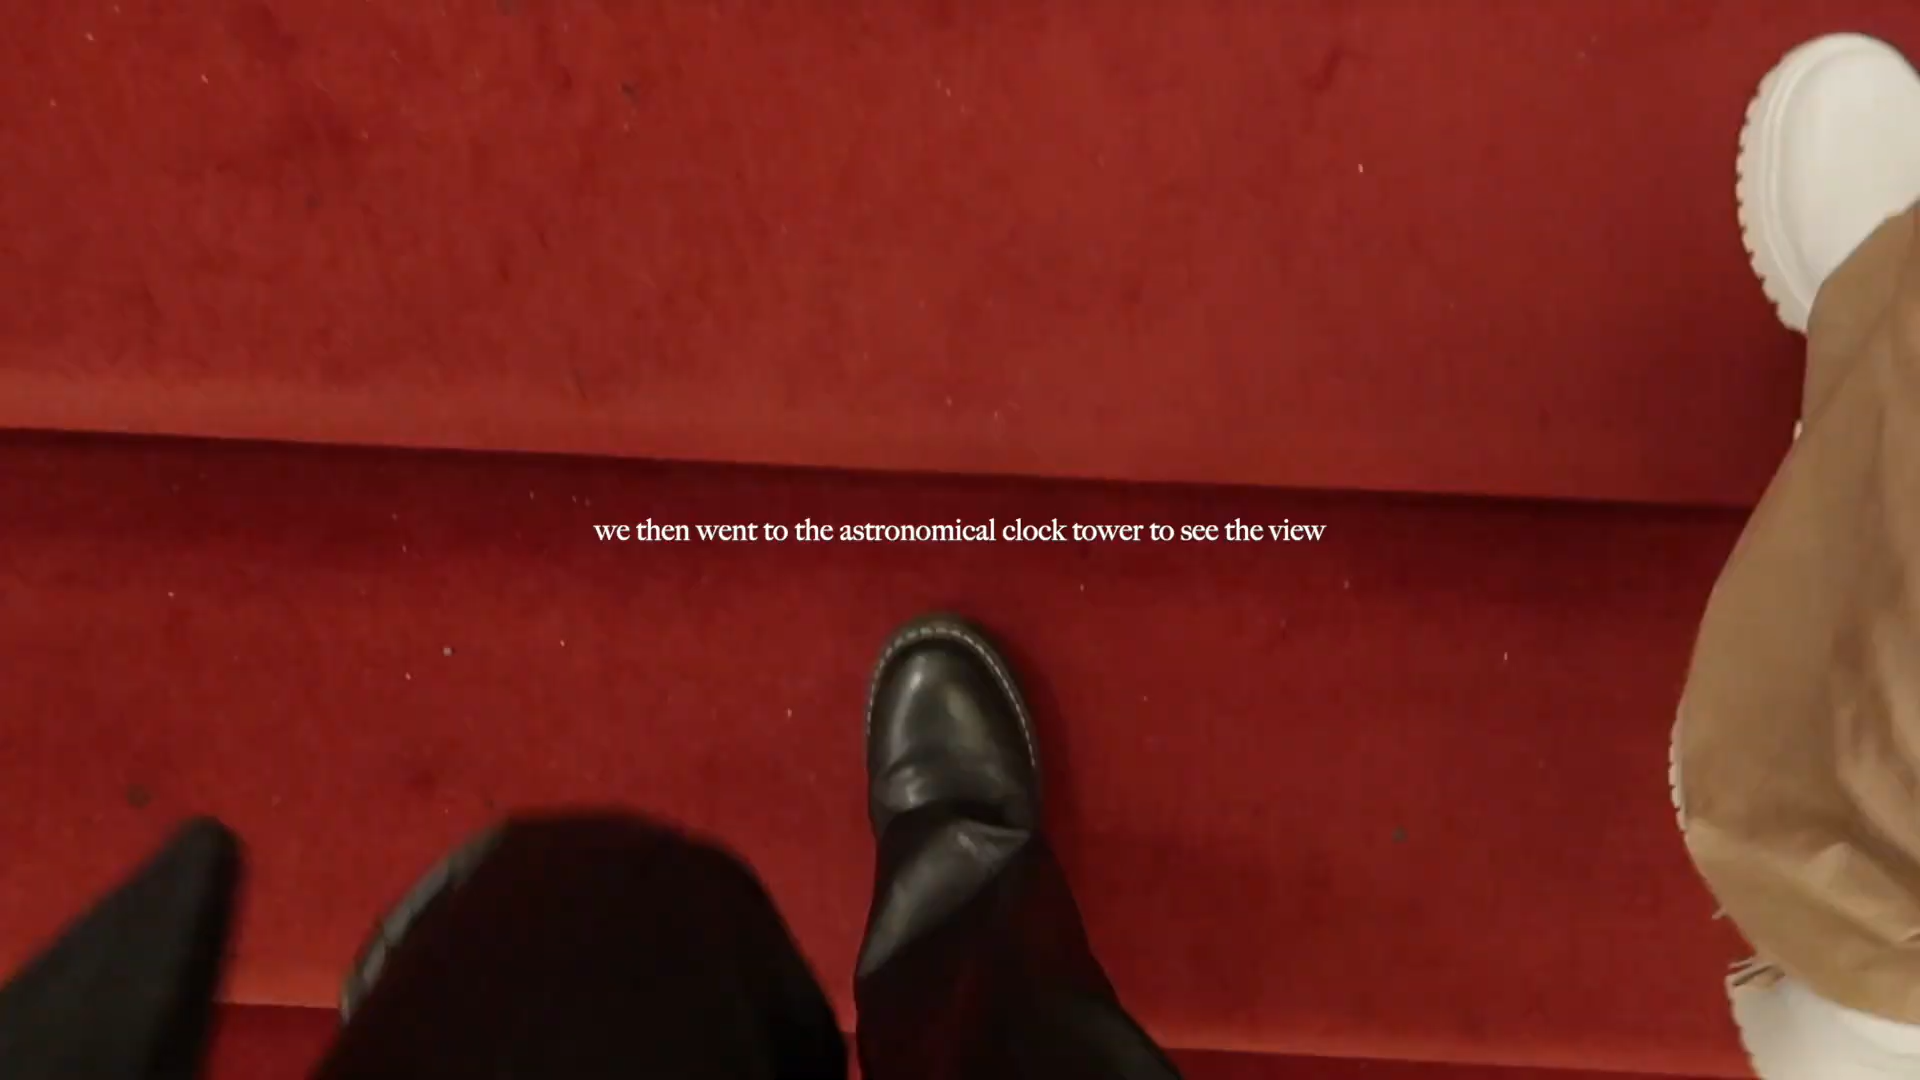 we then went to the astronomical clock tower to see the view